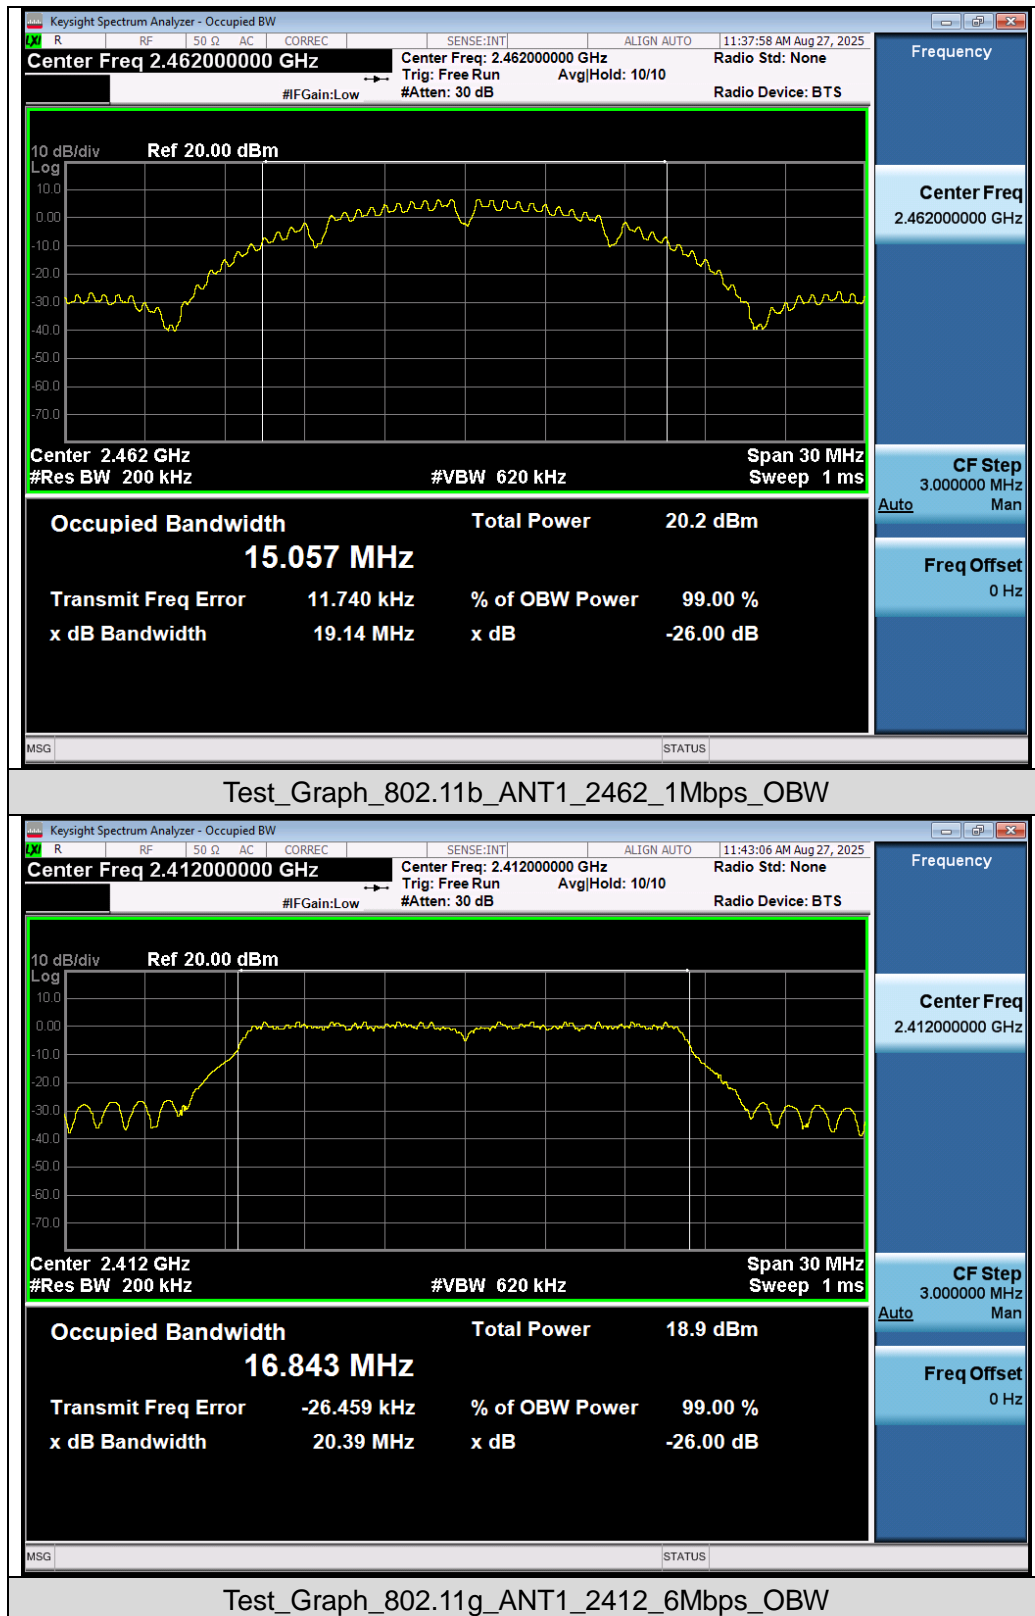 Keysight Spectrum Analyzer - Occupied BW
LXI R RF 50 Ω AC CORREC SENSE:INT ALIGN AUTO 11:37:58 AM Aug 27, 2025
Center Freq 2.462000000 GHz
Center Freq: 2.462000000 GHz
Radio Std: None
Trig: Free Run Avg|Hold: 10/10
#IFGain:Low
#Atten: 30 dB
Radio Device: BTS
10 dB/div Ref 20.00 dBm
Log
10.0
0.00
-10.0
-20.0
-30.0
-40.0
-50.0
-60.0
-70.0
Center 2.462 GHz Span 30 MHz
#Res BW 200 kHz #VBW 620 kHz Sweep 1 ms
Occupied Bandwidth Total Power 20.2 dBm
15.057 MHz
Transmit Freq Error 11.740 kHz % of OBW Power 99.00 %
x dB Bandwidth 19.14 MHz x dB -26.00 dB
MSG STATUS
Frequency
Center Freq
2.462000000 GHz
CF Step
3.000000 MHz
Auto Man
Freq Offset
0 Hz
Test_Graph_802.11b_ANT1_2462_1Mbps_OBW
Keysight Spectrum Analyzer - Occupied BW
LXI R RF 50 Ω AC CORREC SENSE:INT ALIGN AUTO 11:43:06 AM Aug 27, 2025
Center Freq 2.412000000 GHz
Center Freq: 2.412000000 GHz
Radio Std: None
Trig: Free Run Avg|Hold: 10/10
#IFGain:Low
#Atten: 30 dB
Radio Device: BTS
10 dB/div Ref 20.00 dBm
Log
10.0
0.00
-10.0
-20.0
-30.0
-40.0
-50.0
-60.0
-70.0
Center 2.412 GHz Span 30 MHz
#Res BW 200 kHz #VBW 620 kHz Sweep 1 ms
Occupied Bandwidth Total Power 18.9 dBm
16.843 MHz
Transmit Freq Error -26.459 kHz % of OBW Power 99.00 %
x dB Bandwidth 20.39 MHz x dB -26.00 dB
MSG STATUS
Frequency
Center Freq
2.412000000 GHz
CF Step
3.000000 MHz
Auto Man
Freq Offset
0 Hz
Test_Graph_802.11g_ANT1_2412_6Mbps_OBW